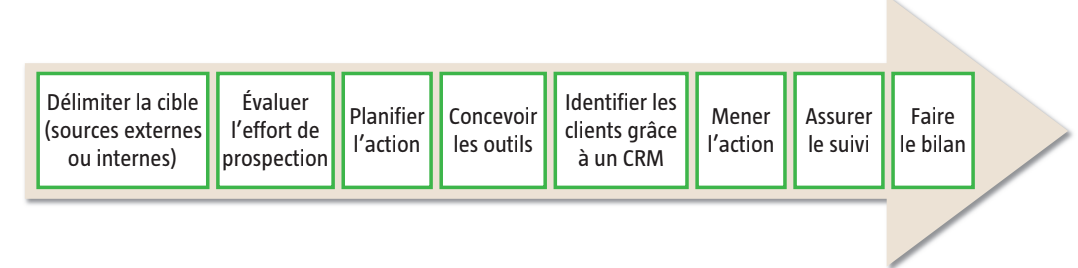 Délimiter la cible
(sources externes
ou internes)
Évaluer
l'effort de
prospection
Planifier
l'action
Concevoir
les outils
Identifier les
clients grâce
à un CRM
Mener
l'action
Assurer
le suivi
Faire
le bilan